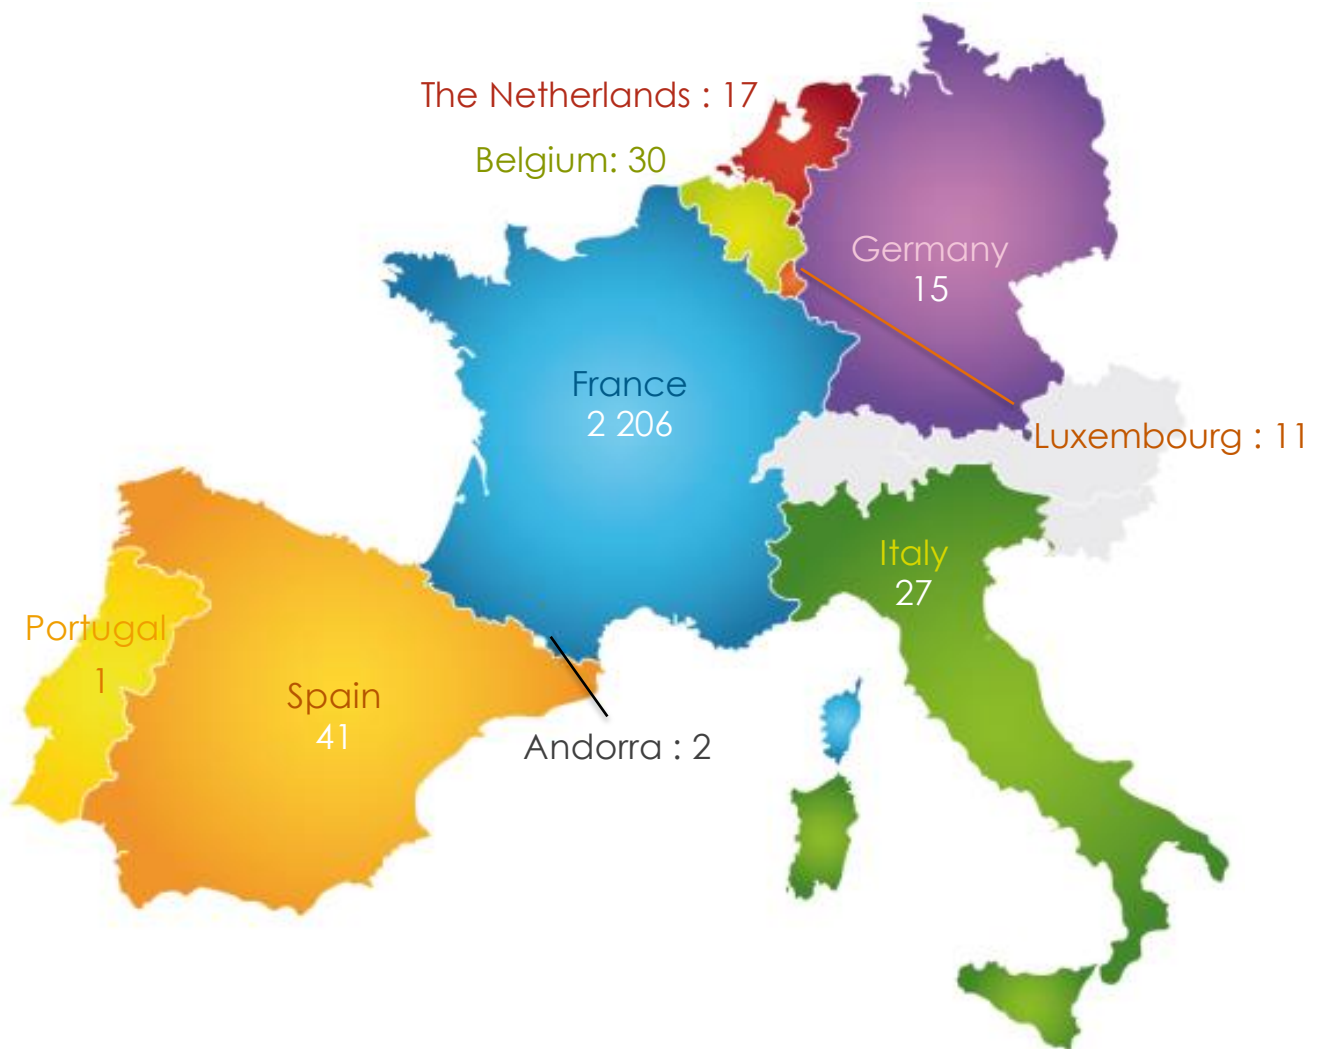 The Netherlands : 17
Belgium: 30
Germany
15
France
2 206
Luxembourg : 11
Italy
27
Portugal
1
Spain
41
Andorra : 2